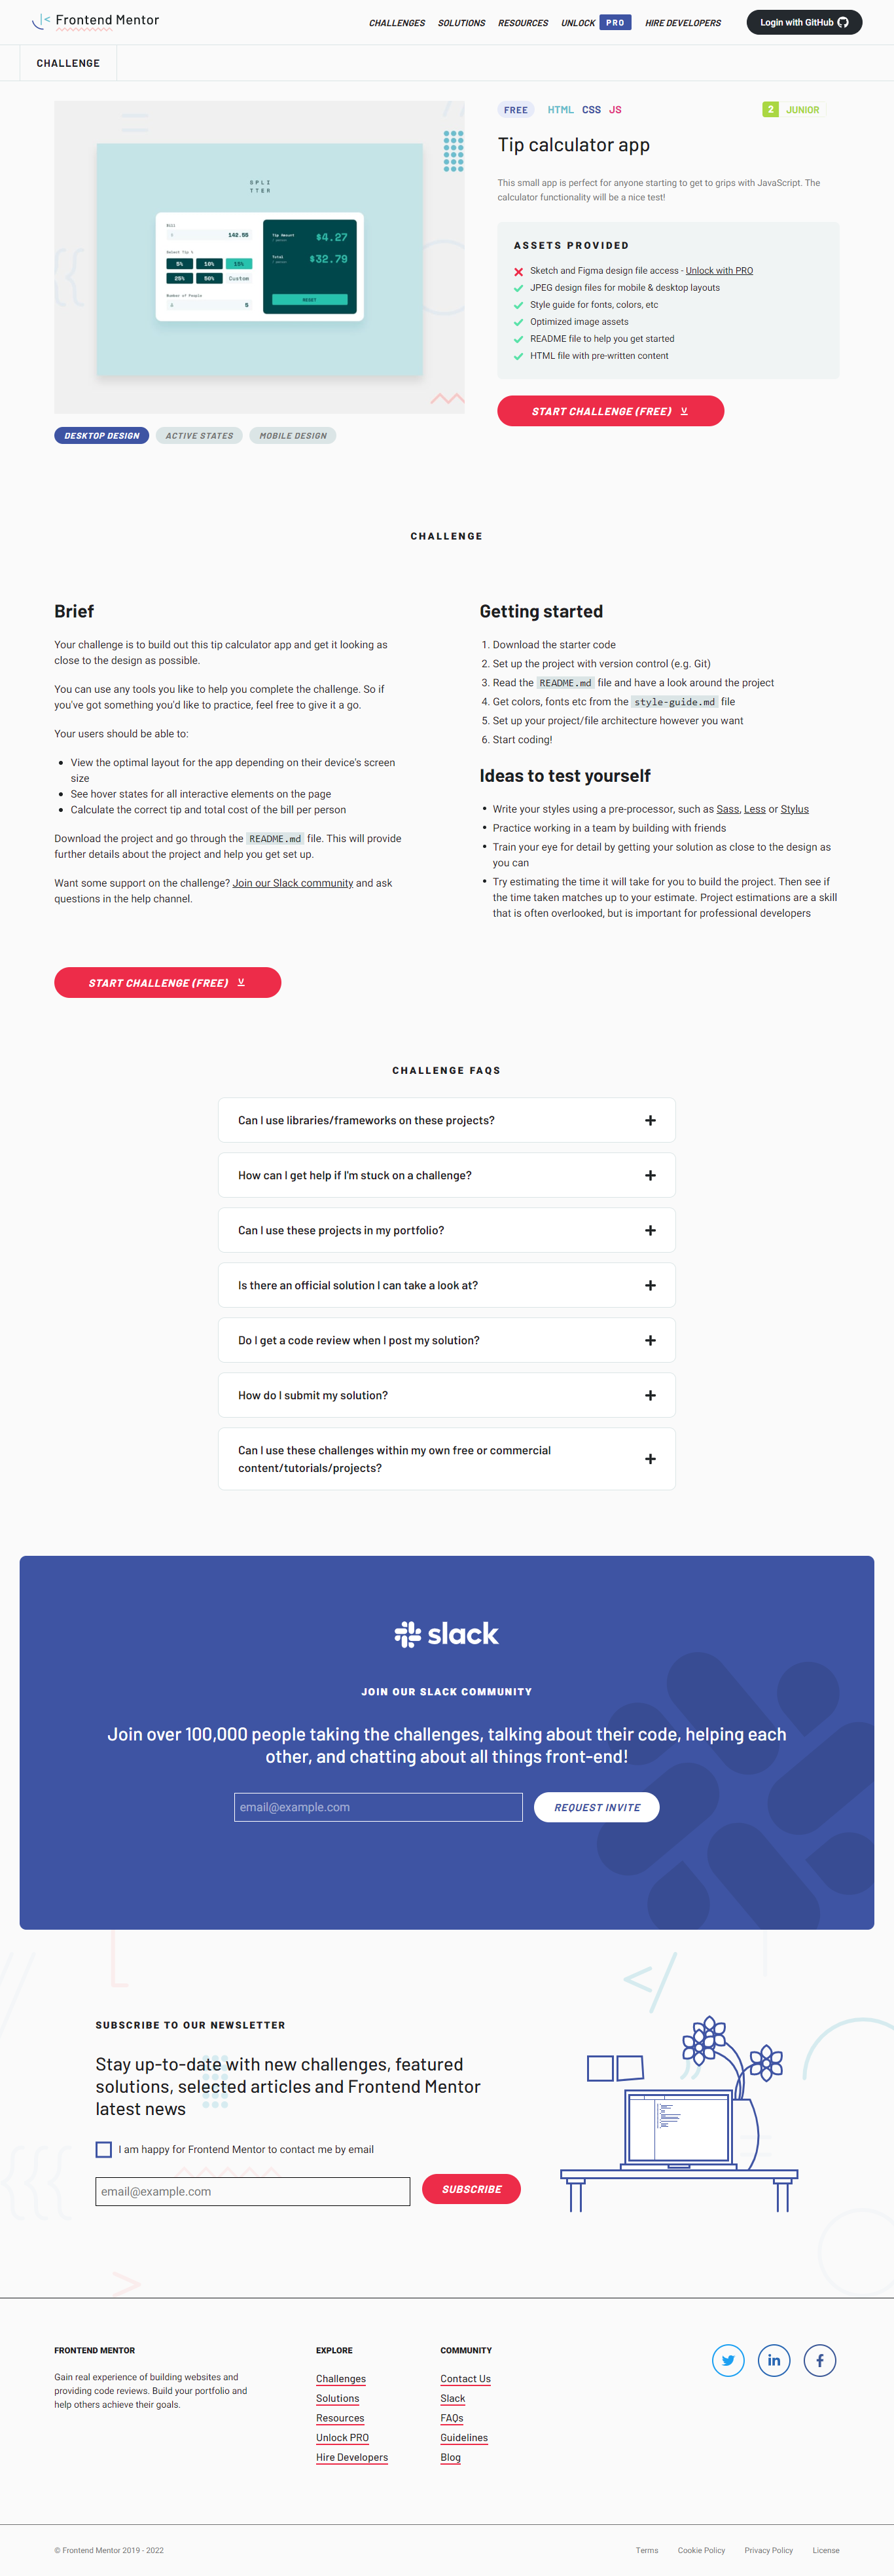 Frontend Mentor
CHALLENGES SOLUTIONS RESOURCES UNLOCK PRO HIRE DEVELOPERS
Login with GitHub
CHALLENGE
SPLI
TTER
Bill
142.55
Select Tip %
5% 10% 15%
25% 50% Custom
Number of People
5
Tip Amount
/ person
$4.27
Total
/ person
$32.79
RESET
DESKTOP DESIGN ACTIVE STATES MOBILE DESIGN
FREE HTML CSS JS
2 JUNIOR
Tip calculator app
This small app is perfect for anyone starting to get to grips with JavaScript. The
calculator functionality will be a nice test!
ASSETS PROVIDED
Sketch and Figma design file access - Unlock with PRO
JPEG design files for mobile & desktop layouts
Style guide for fonts, colors, etc
Optimized image assets
README file to help you get started
HTML file with pre-written content
START CHALLENGE (FREE)
CHALLENGE
Brief
Your challenge is to build out this tip calculator app and get it looking as
close to the design as possible.
You can use any tools you like to help you complete the challenge. So if
you've got something you'd like to practice, feel free to give it a go.
Your users should be able to:
• View the optimal layout for the app depending on their device's screen
size
• See hover states for all interactive elements on the page
• Calculate the correct tip and total cost of the bill per person
Download the project and go through the README.md file. This will provide
further details about the project and help you get set up.
Want some support on the challenge? Join our Slack community and ask
questions in the help channel.
Getting started
1. Download the starter code
2. Set up the project with version control (e.g. Git)
3. Read the README.md file and have a look around the project
4. Get colors, fonts etc from the style-guide.md file
5. Set up your project/file architecture however you want
6. Start coding!
Ideas to test yourself
• Write your styles using a pre-processor, such as Sass, Less or Stylus
• Practice working in a team by building with friends
• Train your eye for detail by getting your solution as close to the design as
you can
• Try estimating the time it will take for you to build the project. Then see if
the time taken matches up to your estimate. Project estimations are a skill
that is often overlooked, but is important for professional developers
START CHALLENGE (FREE)
CHALLENGE FAQS
Can I use libraries/frameworks on these projects?
How can I get help if I'm stuck on a challenge?
Can I use these projects in my portfolio?
Is there an official solution I can take a look at?
Do I get a code review when I post my solution?
How do I submit my solution?
Can I use these challenges within my own free or commercial
content/tutorials/projects?
slack
JOIN OUR SLACK COMMUNITY
Join over 100,000 people taking the challenges, talking about their code, helping each
other, and chatting about all things front-end!
email@example.com
REQUEST INVITE
SUBSCRIBE TO OUR NEWSLETTER
Stay up-to-date with new challenges, featured
solutions, selected articles and Frontend Mentor
latest news
I am happy for Frontend Mentor to contact me by email
email@example.com
SUBSCRIBE
FRONTEND MENTOR
Gain real experience of building websites and
providing code reviews. Build your portfolio and
help others achieve their goals.
EXPLORE
Challenges
Solutions
Resources
Unlock PRO
Hire Developers
COMMUNITY
Contact Us
Slack
FAQs
Guidelines
Blog
© Frontend Mentor 2019 - 2022
Terms Cookie Policy Privacy Policy License